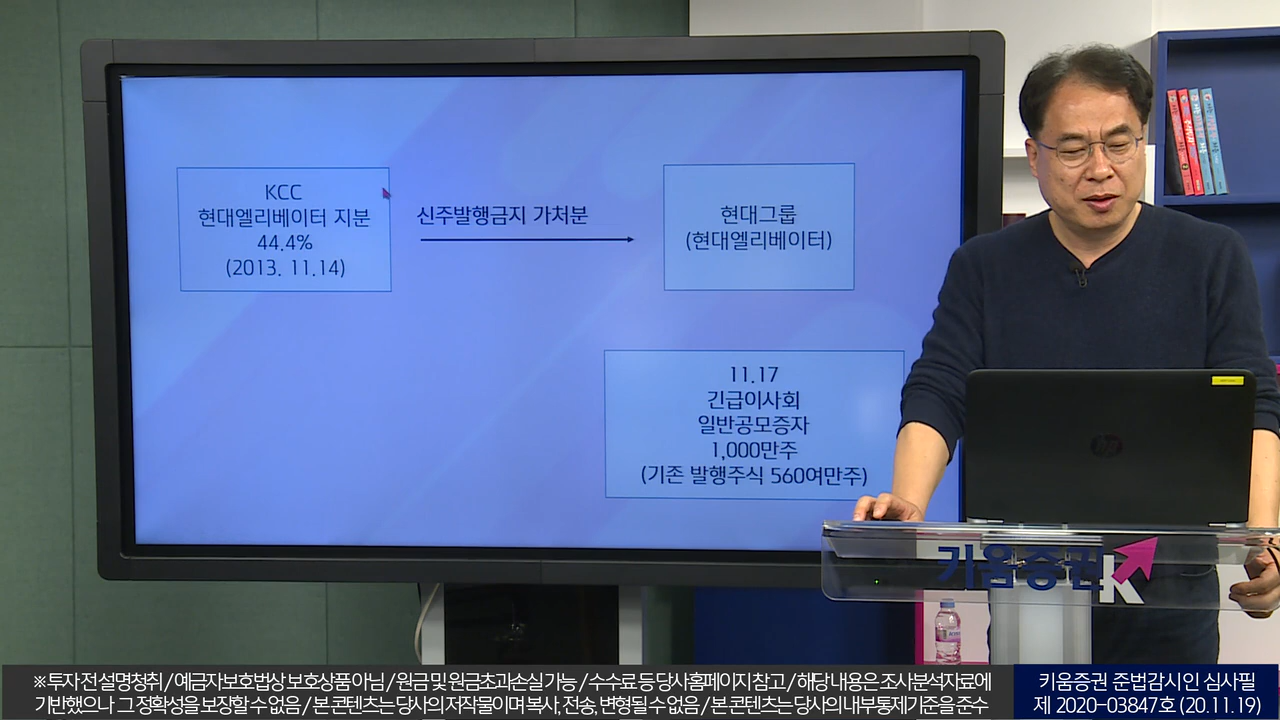 KCC
현대엘리베이터 지분
44.4%
(2013. 11.14)
신주발행금지 가처분
현대그룹
(현대엘리베이터)
11.17
긴급이사회
일반공모증자
1,000만주
(기존 발행주식 560여만주)
hp
키움증권
K
※ 투자 전 설명청취 / 예금자보호법상 보호상품 아님 / 원금 및 원금초과손실 가능 / 수수료 등 당사홈페이지 참고 / 해당 내용은 조사분석자료에
기반했으나 그 정확성을 보장할 수 없음 / 본 콘텐츠는 당사의 저작물이며 복사, 전송, 변형될 수 없음 / 본 콘텐츠는 당사의 내부통제기준을 준수
키움증권 준법감시인 심사필
제 2020-03847호 (20.11.19)